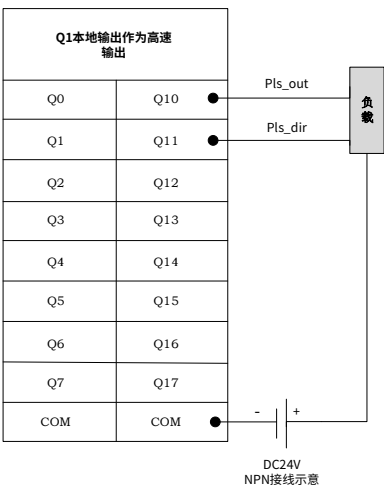 Q1本地输出作为高速
输出
Pls_out
Q0 Q10
负
载
Pls_dir
Q1 Q11
Q2 Q12
Q3 Q13
Q4 Q14
Q5 Q15
Q6 Q16
Q7 Q17
COM COM
- +
DC24V
NPN接线示意